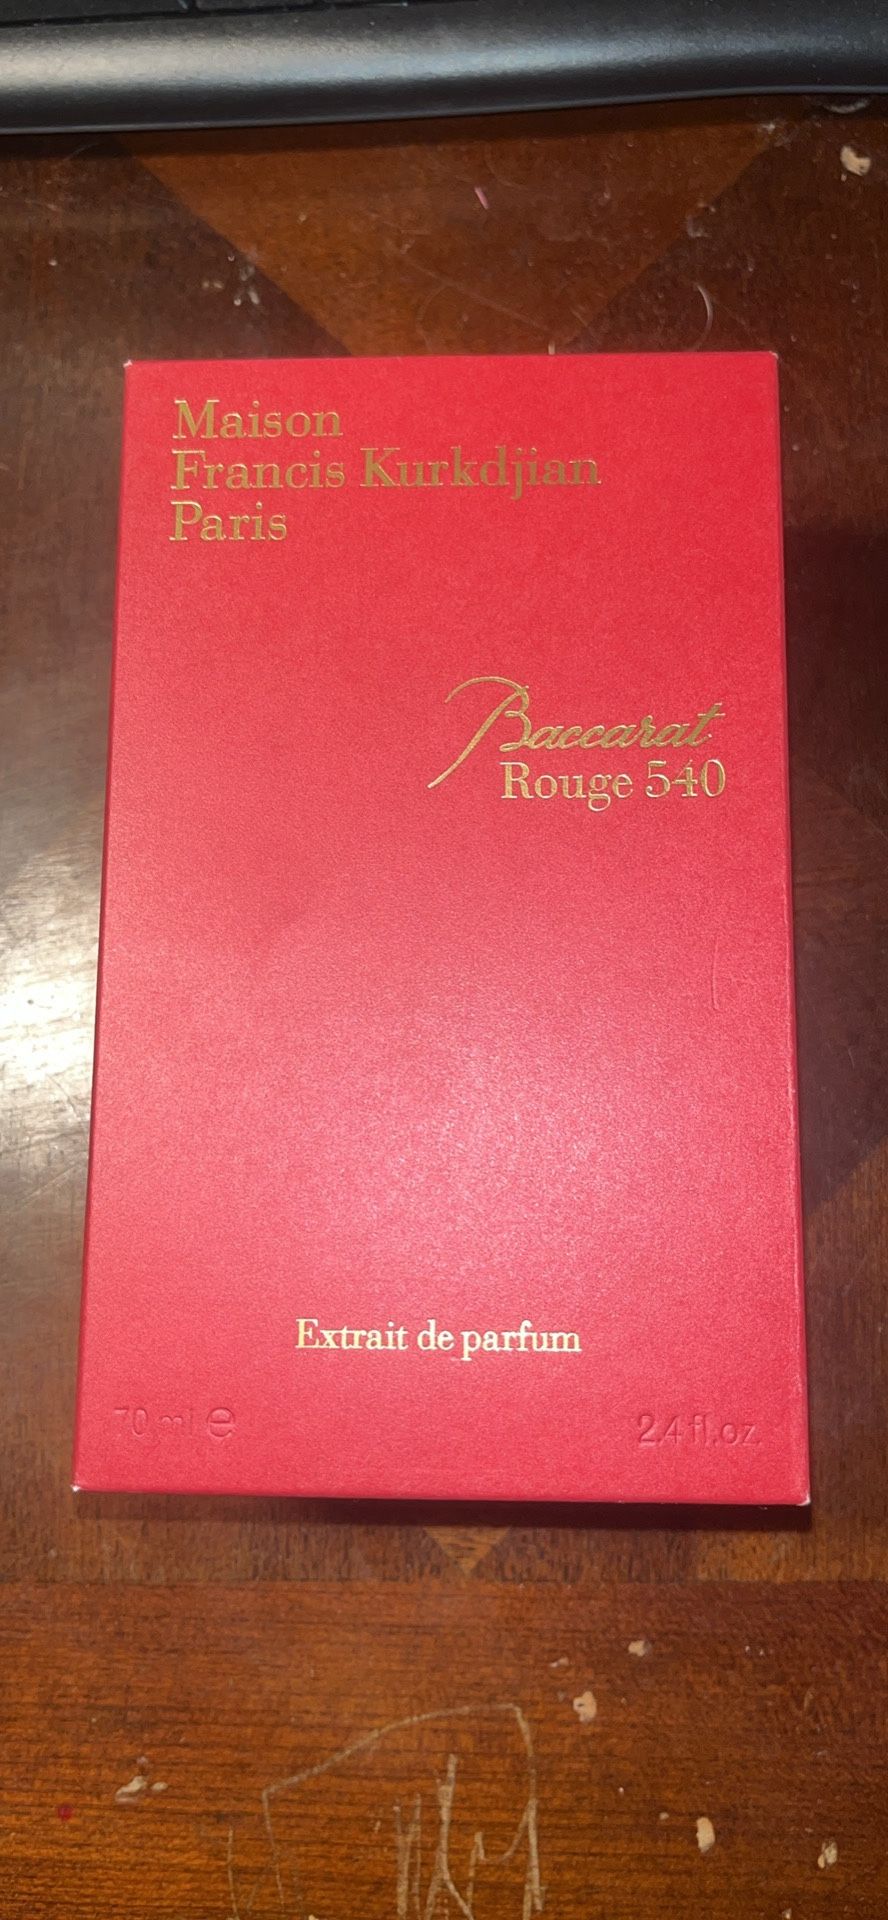 Maison
Francis Kurkdjian
Paris
Baccarat
Rouge 540
Extrait de parfum
70 ml e
2.4 fl.oz.